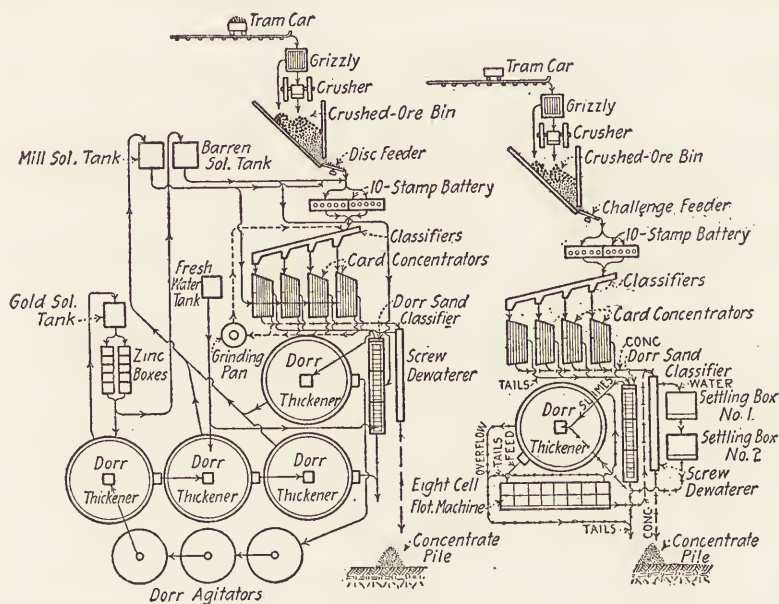 Tram Car
Grizzly
Crusher
Crushed-Ore Bin
Mill Sol. Tank
Barren
Sol. Tank
Disc Feeder
10-Stamp Battery
Classifiers
Card Concentrators
Fresh
Water
Tank
Dorr Sand
Classifier
Gold Sol.
Tank
Zinc
Boxes
Grinding
Pan
Dorr
Thickener
Screw
Dewaterer
Dorr
Thickener
Dorr
Thickener
Dorr
Thickener
Dorr Agitators
Concentrate
Pile
Tram Car
Grizzly
Crusher
Crushed-Ore Bin
Challenge Feeder
10-Stamp Battery
Classifiers
Card Concentrators
CONC
Dorr Sand
Classifier
TAILS
WATER
SLIMES
Settling Box
No. 1.
Dorr
Thickener
OVERFLOW
TAILS
FEED
Settling Box
No. 2
Eight Cell
Flot. Machine
Screw
Dewaterer
TAILS
CONC
Concentrate
Pile